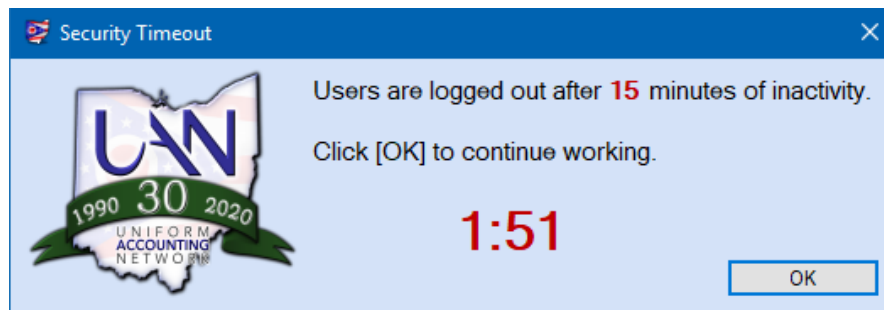 Security Timeout
Users are logged out after 15 minutes of inactivity.
Click [OK] to continue working.
1:51
OK
UAN
1990 30 2020
UNIFORM
ACCOUNTING
NETWORK